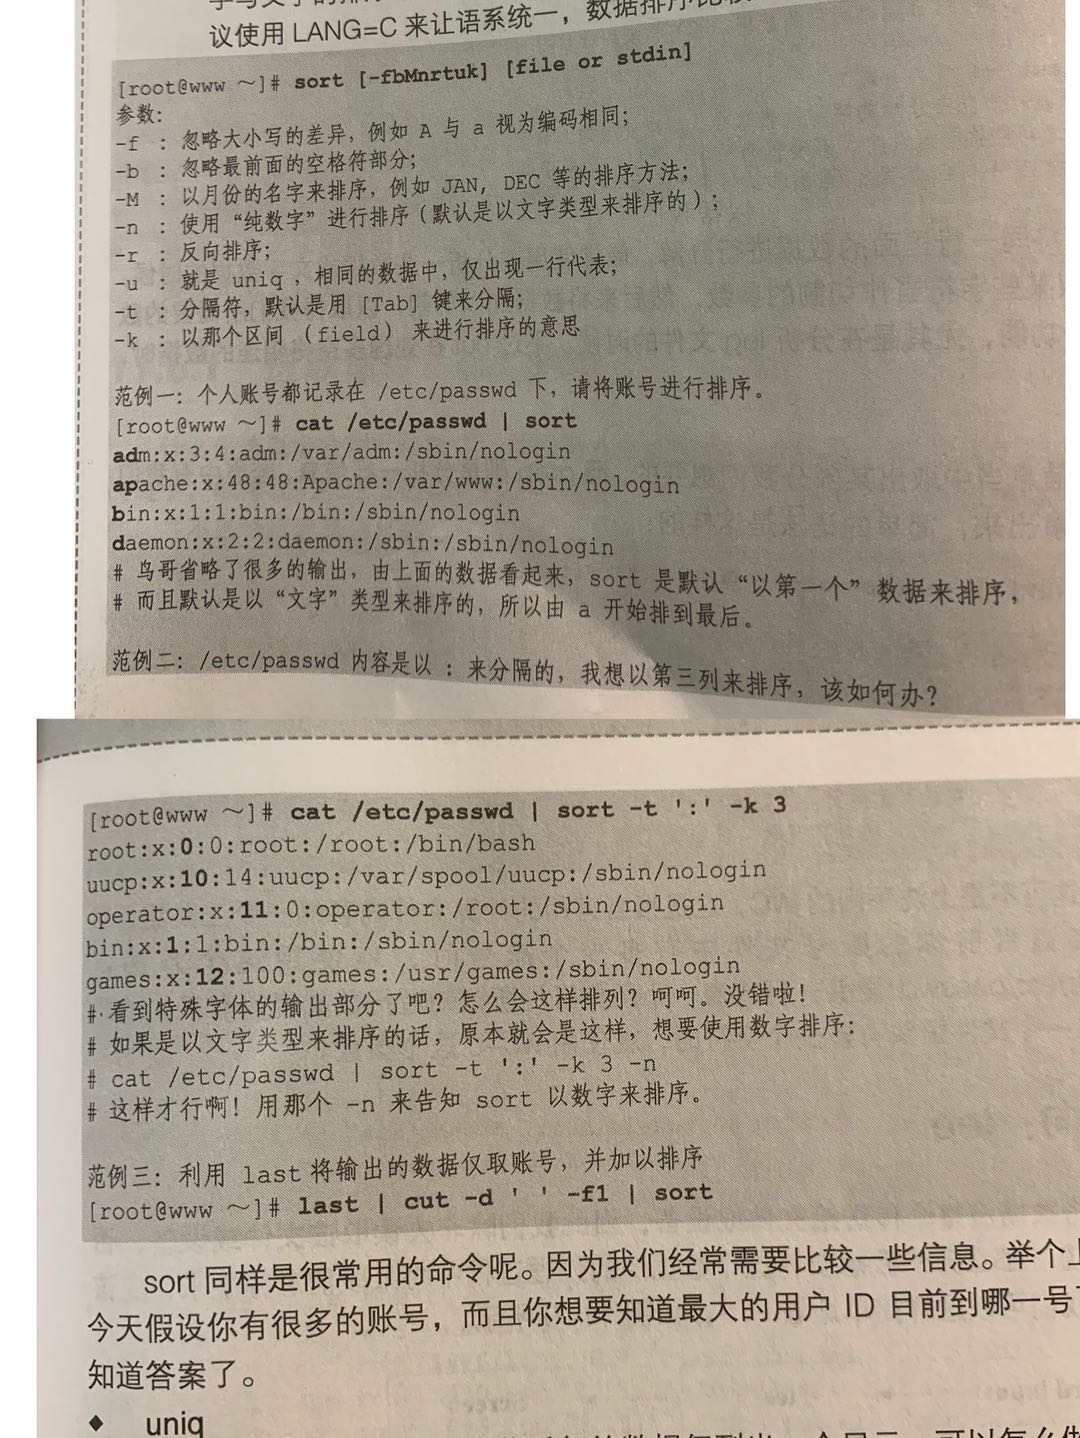 议使用 LANG=C 来让语系统一，数据排序比较
[root@www ～]# sort [-fbMnrtuk] [file or stdin]
参数：
-f ：忽略大小写的差异，例如 A 与 a 视为编码相同；
-b ：忽略最前面的空格符部分；
-M ：以月份的名字来排序，例如 JAN, DEC 等的排序方法；
-n ：使用“纯数字”进行排序（默认是以文字类型来排序的）；
-r ：反向排序；
-u ：就是 uniq ，相同的数据中，仅出现一行代表；
-t ：分隔符，默认是用 [Tab] 键来分隔；
-k ：以那个区间 （field） 来进行排序的意思
范例一：个人账号都记录在 /etc/passwd 下，请将账号进行排序。
[root@www ～]# cat /etc/passwd | sort
adm:x:3:4:adm:/var/adm:/sbin/nologin
apache:x:48:48:Apache:/var/www:/sbin/nologin
bin:x:1:1:bin:/bin:/sbin/nologin
daemon:x:2:2:daemon:/sbin:/sbin/nologin
# 鸟哥省略了很多的输出，由上面的数据看起来，sort 是默认“以第一个”数据来排序，
# 而且默认是以“文字”类型来排序的，所以由 a 开始排到最后。
范例二：/etc/passwd 内容是以 : 来分隔的，我想以第三列来排序，该如何办？
[root@www ～]# cat /etc/passwd | sort -t ':' -k 3
root:x:0:0:root:/root:/bin/bash
uucp:x:10:14:uucp:/var/spool/uucp:/sbin/nologin
operator:x:11:0:operator:/root:/sbin/nologin
bin:x:1:1:bin:/bin:/sbin/nologin
games:x:12:100:games:/usr/games:/sbin/nologin
# 看到特殊字体的输出部分了吧？怎么会这样排列？呵呵。没错啦！
# 如果是以文字类型来排序的话，原本就会是这样，想要使用数字排序：
# cat /etc/passwd | sort -t ':' -k 3 -n
# 这样才行啊！用那个 -n 来告知 sort 以数字来排序。
范例三：利用 last 将输出的数据仅取账号，并加以排序
[root@www ～]# last | cut -d ' ' -f1 | sort
sort 同样是很常用的命令呢。因为我们经常需要比较一些信息。举个
今天假设你有很多的账号，而且你想要知道最大的用户 ID 目前到哪一号
知道答案了。
◆ uniq